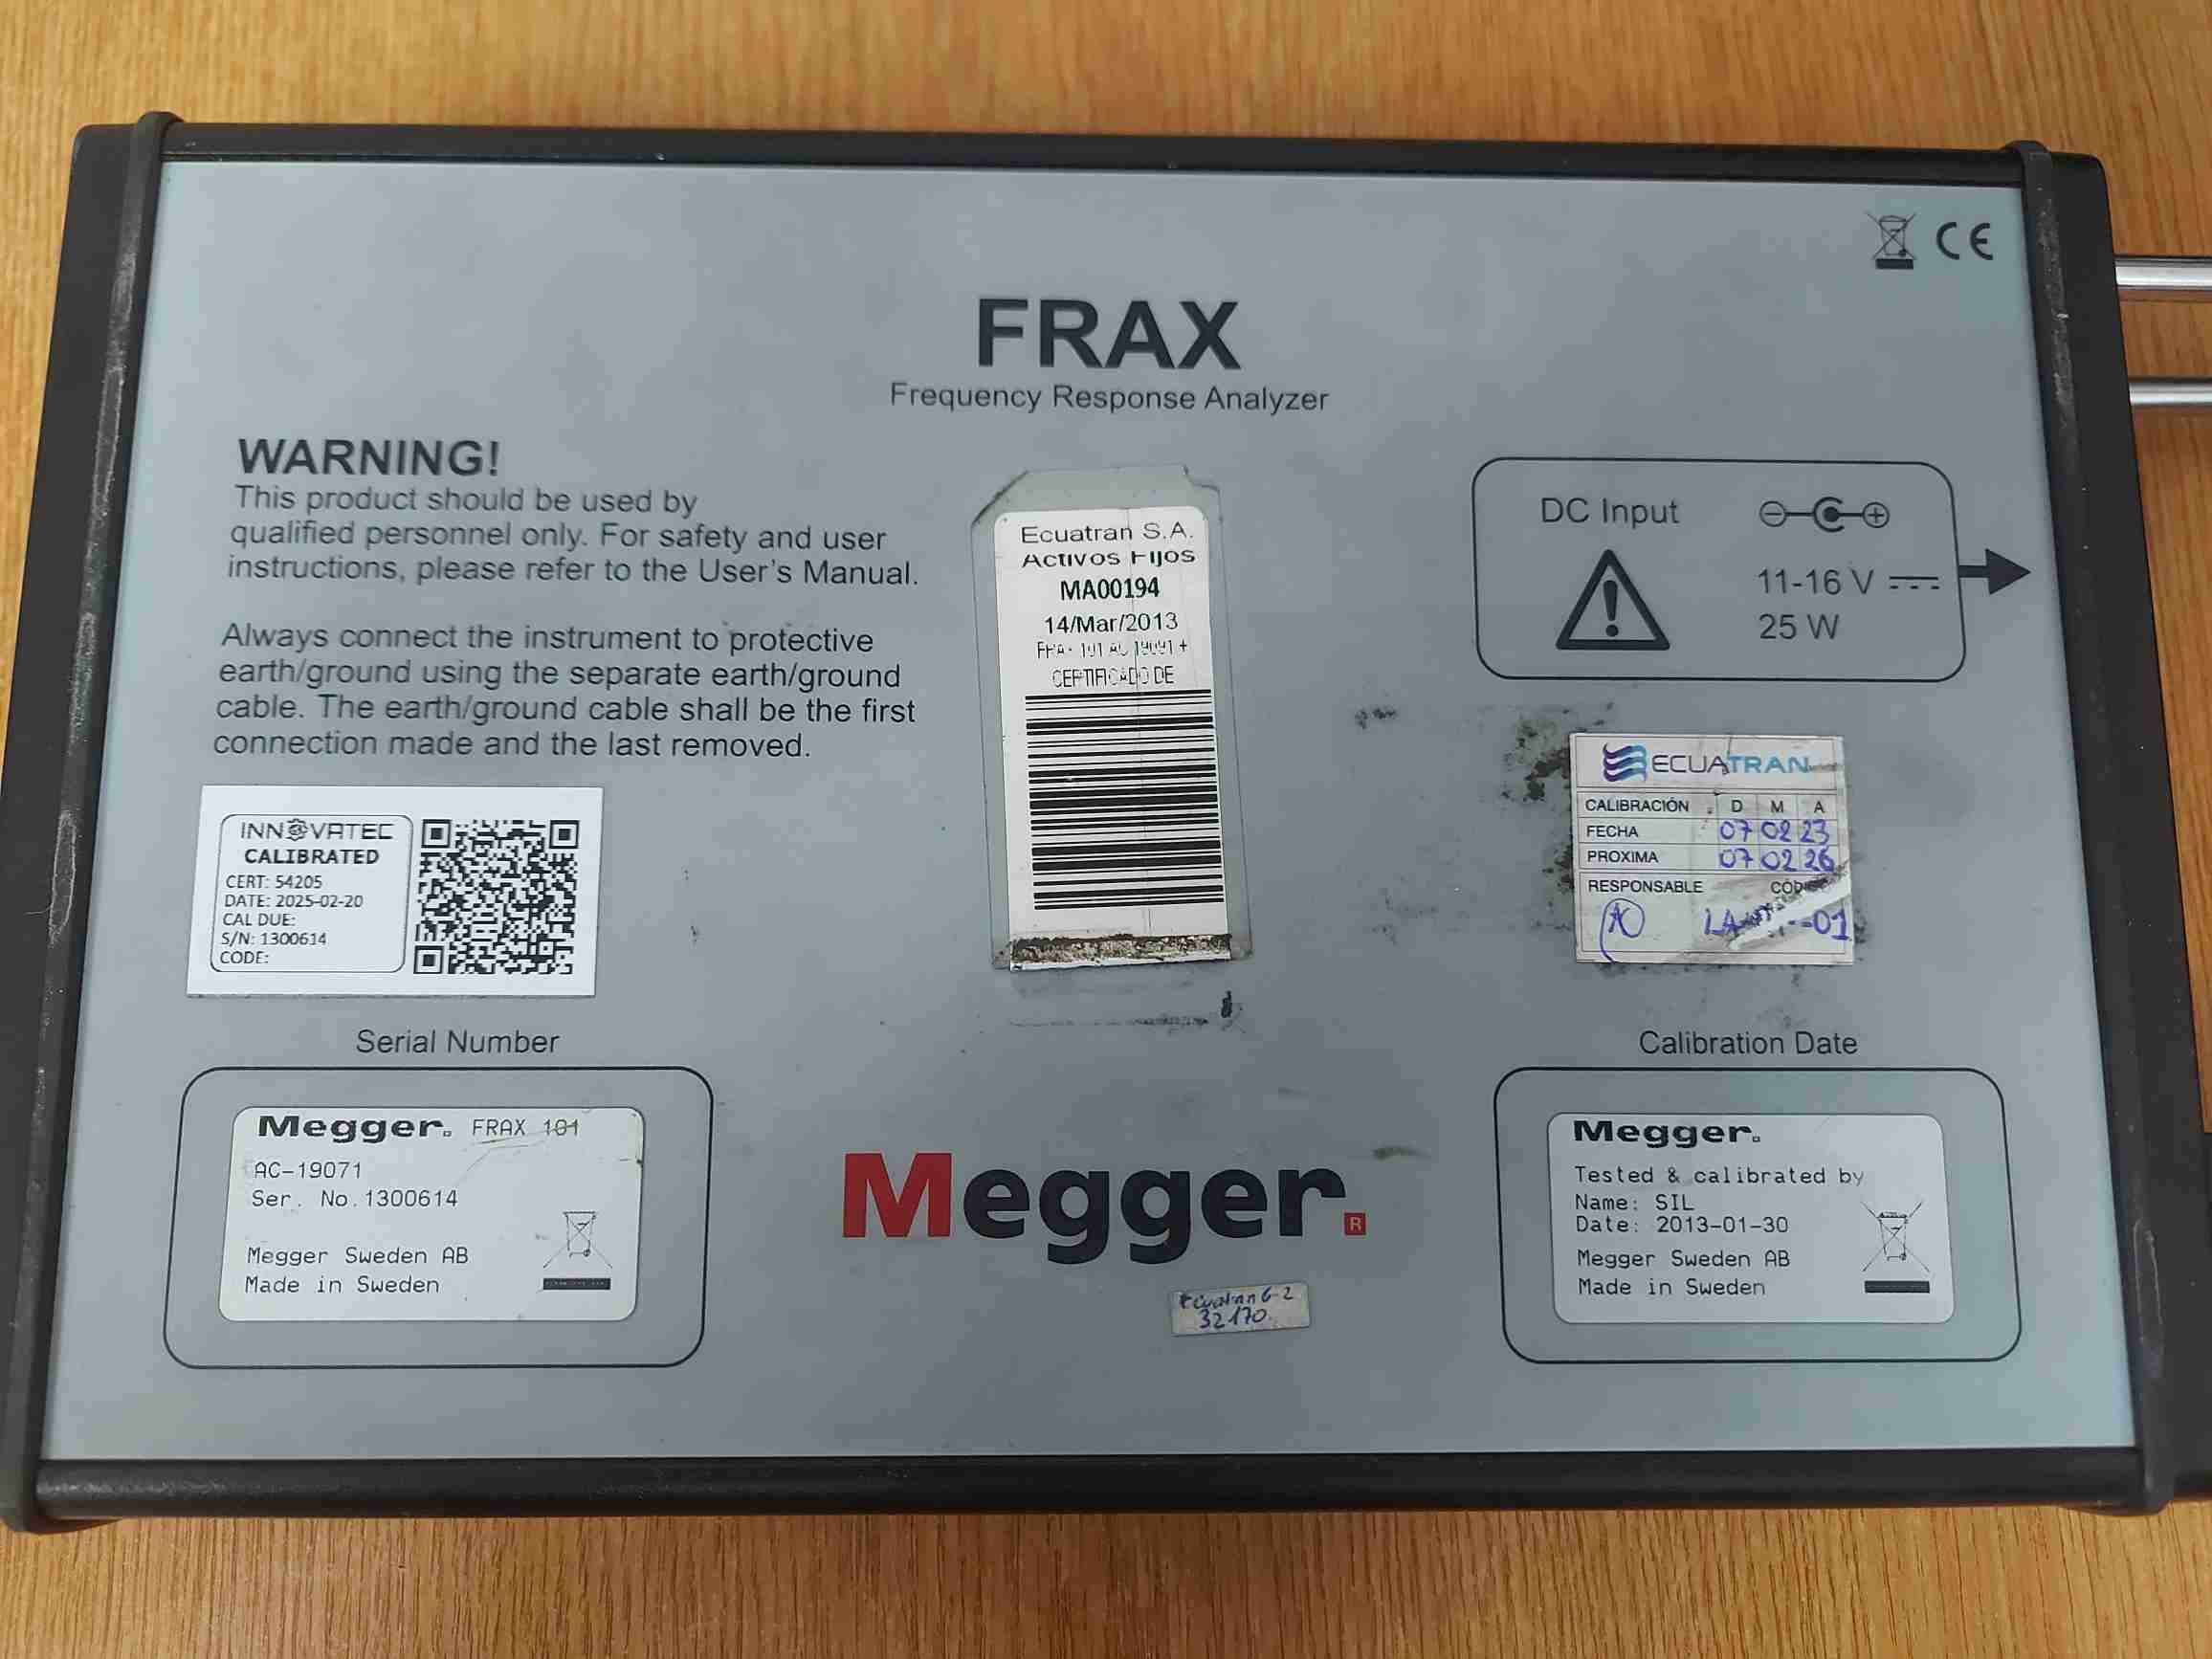 CE
FRAX
Frequency Response Analyzer
WARNING!
This product should be used by
qualified personnel only. For safety and user
instructions, please refer to the User's Manual.
Always connect the instrument to protective
earth/ground using the separate earth/ground
cable. The earth/ground cable shall be the first
connection made and the last removed.
Ecuatran S.A.
Activos Fijos
MA00194
14/Mar/2013
CERTIFICADO DE
DC Input
11-16 V
25 W
INNOVATEC
CALIBRATED
CERT: 54205
DATE: 2025-02-20
CAL DUE:
S/N: 1300614
CODE:
ECUATRAN
CALIBRACIÓN D M A
FECHA 07 02 23
PROXIMA 07 02 26
RESPONSABLE
-01
Serial Number
Megger. FRAX 101
AC-19071
Ser. No.1300614
Megger Sweden AB
Made in Sweden
Megger.
R
Ecuatran 6-2
32170.
Calibration Date
Megger.
Tested & calibrated by
Name: SIL
Date: 2013-01-30
Megger Sweden AB
Made in Sweden